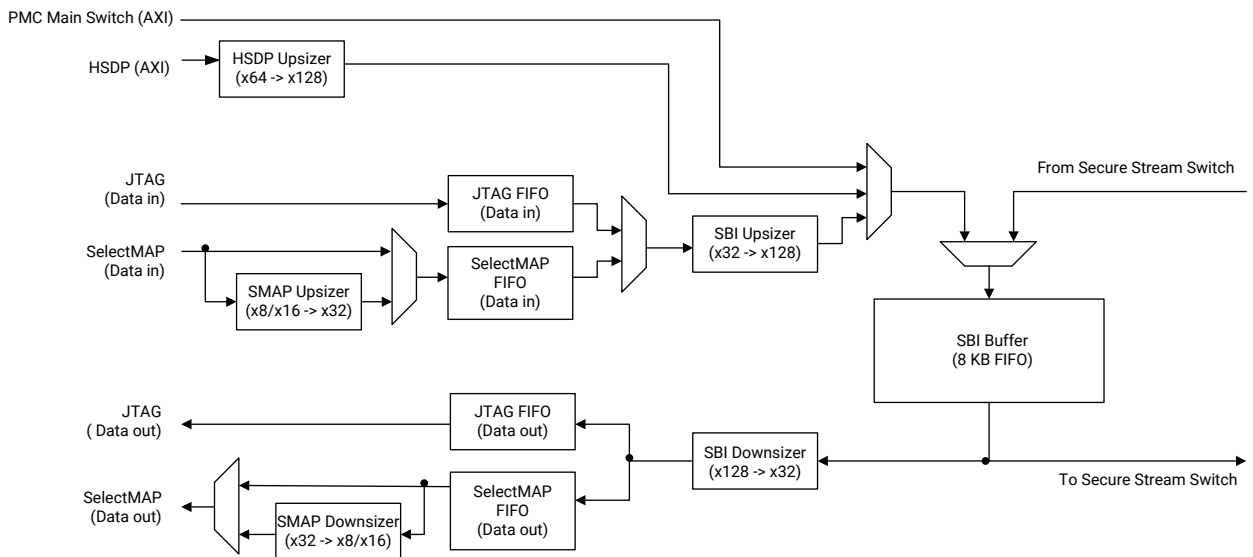 PMC Main Switch (AXI)
HSDP (AXI)
HSDP Upsizer
(x64 -> x128)
From Secure Stream Switch
JTAG
(Data in)
JTAG FIFO
(Data in)
SelectMAP
(Data in)
SMAP Upsizer
(x8/x16 -> x32)
SelectMAP
FIFO
(Data in)
SBI Upsizer
(x32 -> x128)
SBI Buffer
(8 KB FIFO)
JTAG
( Data out)
JTAG FIFO
(Data out)
SBI Downsizer
(x128 -> x32)
To Secure Stream Switch
SelectMAP
(Data out)
SMAP Downsizer
(x32 -> x8/x16)
SelectMAP
FIFO
(Data out)